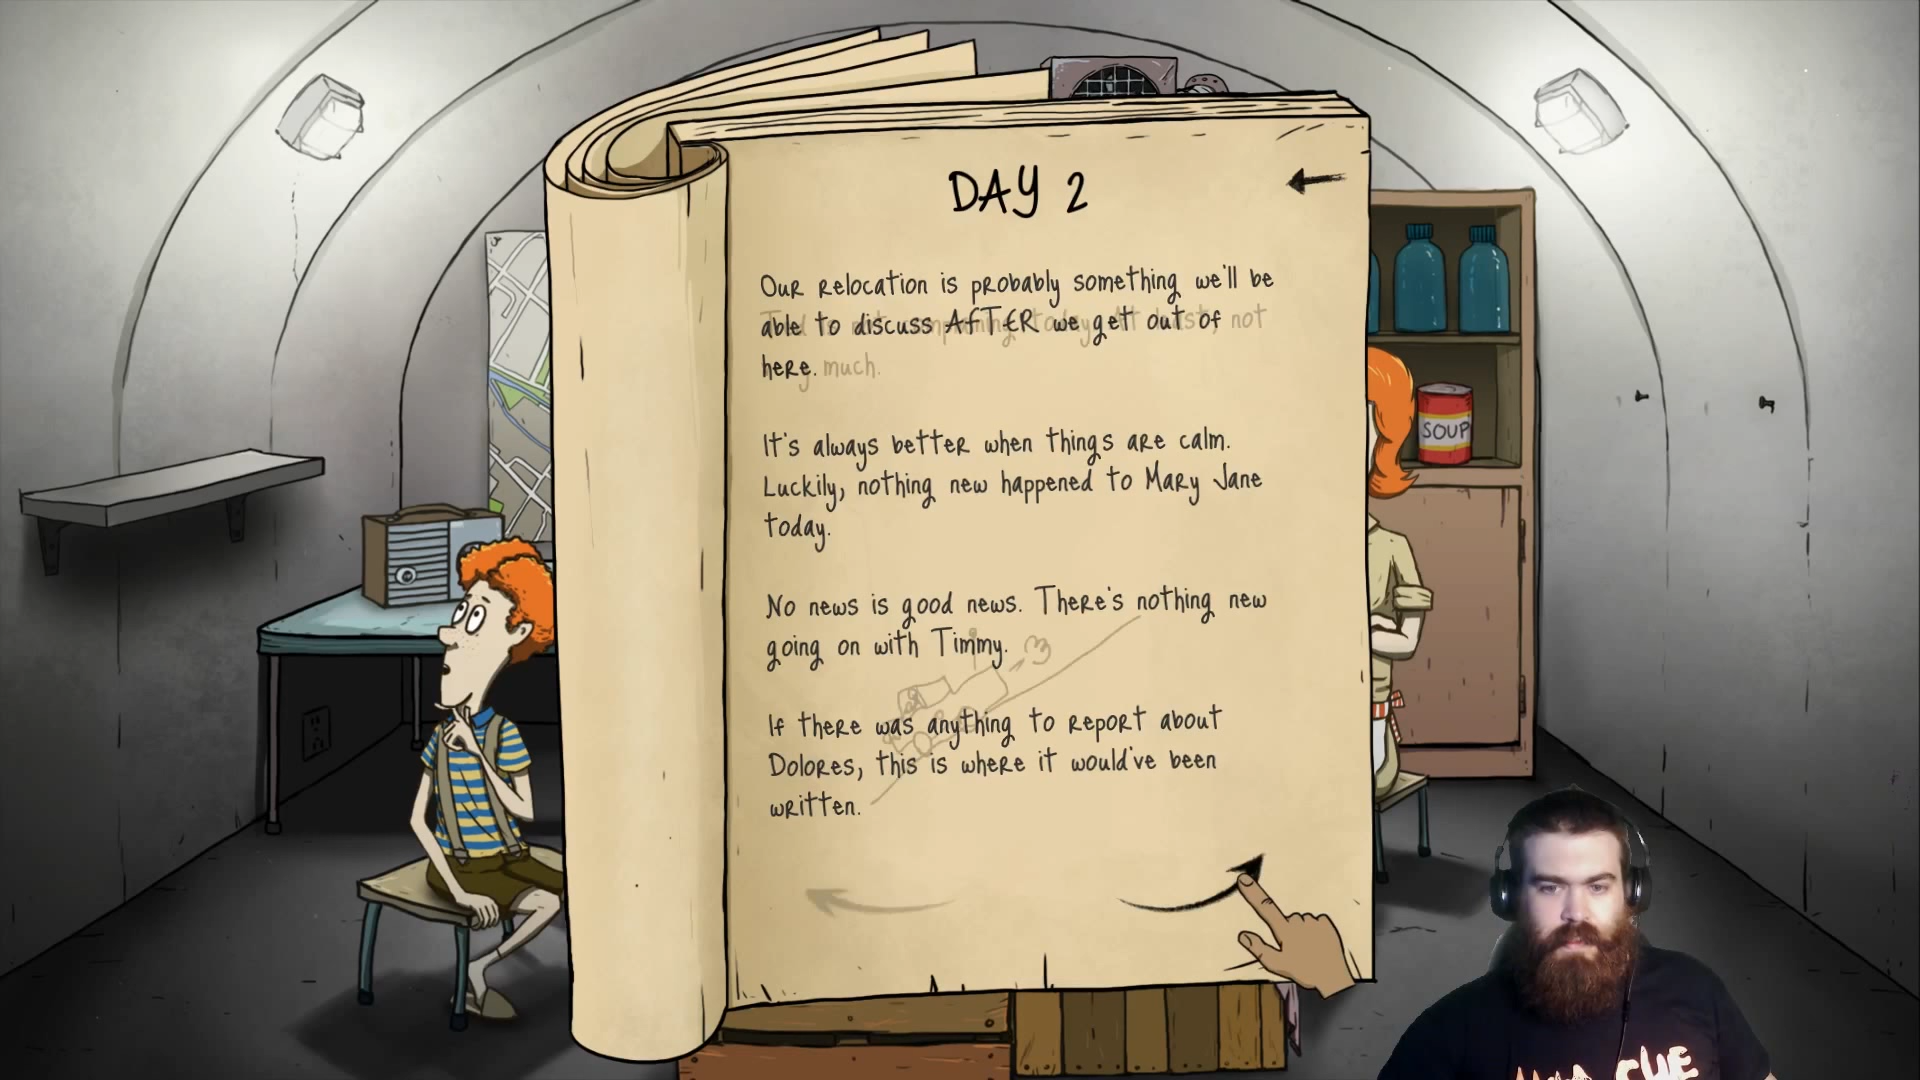 DAY 2
Our relocation is probably something we'll be
able to discuss AFTER we get out of
not
here.
much.
It's always better when things are calm.
Luckily, nothing new happened to Mary Jane
today.
No news is good news. There's nothing new
going on with Timmy.
If there was anything to report about
Dolores, this is where it would've been
written.
SOUP